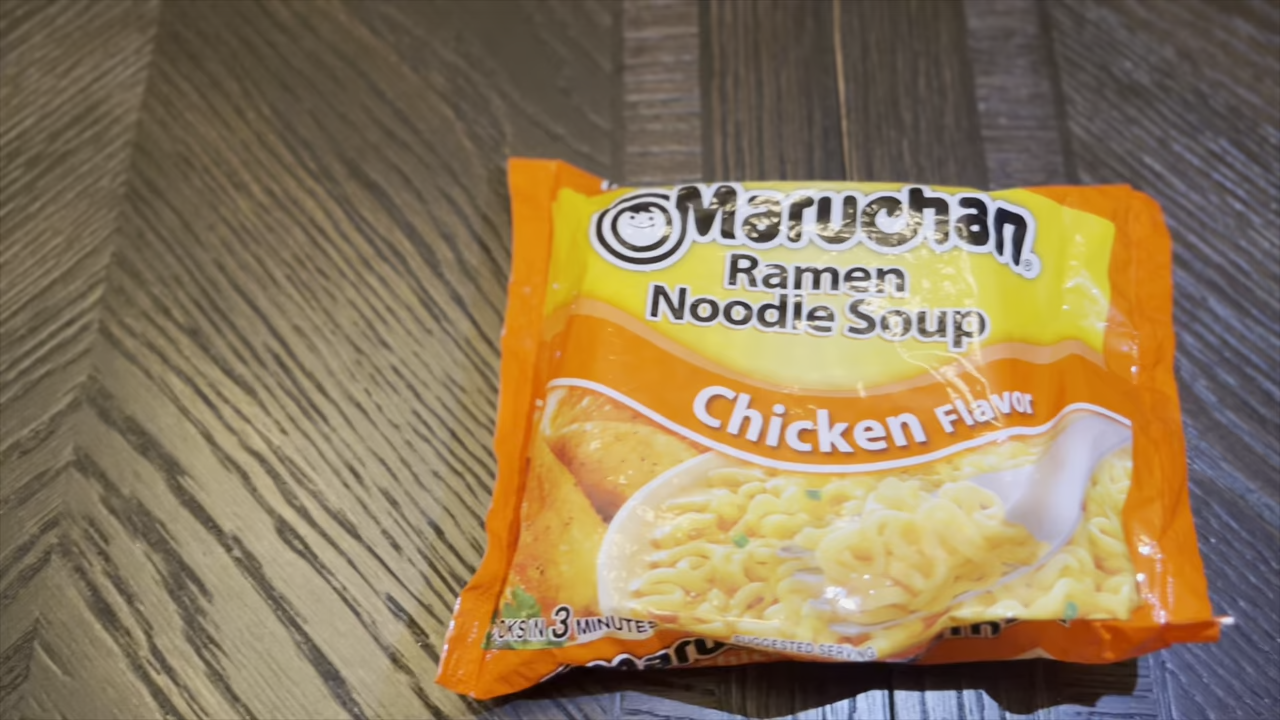 Maruchan®
Ramen
Noodle Soup
Chicken Flavor
3 MINUTES
SUGGESTED SERVING